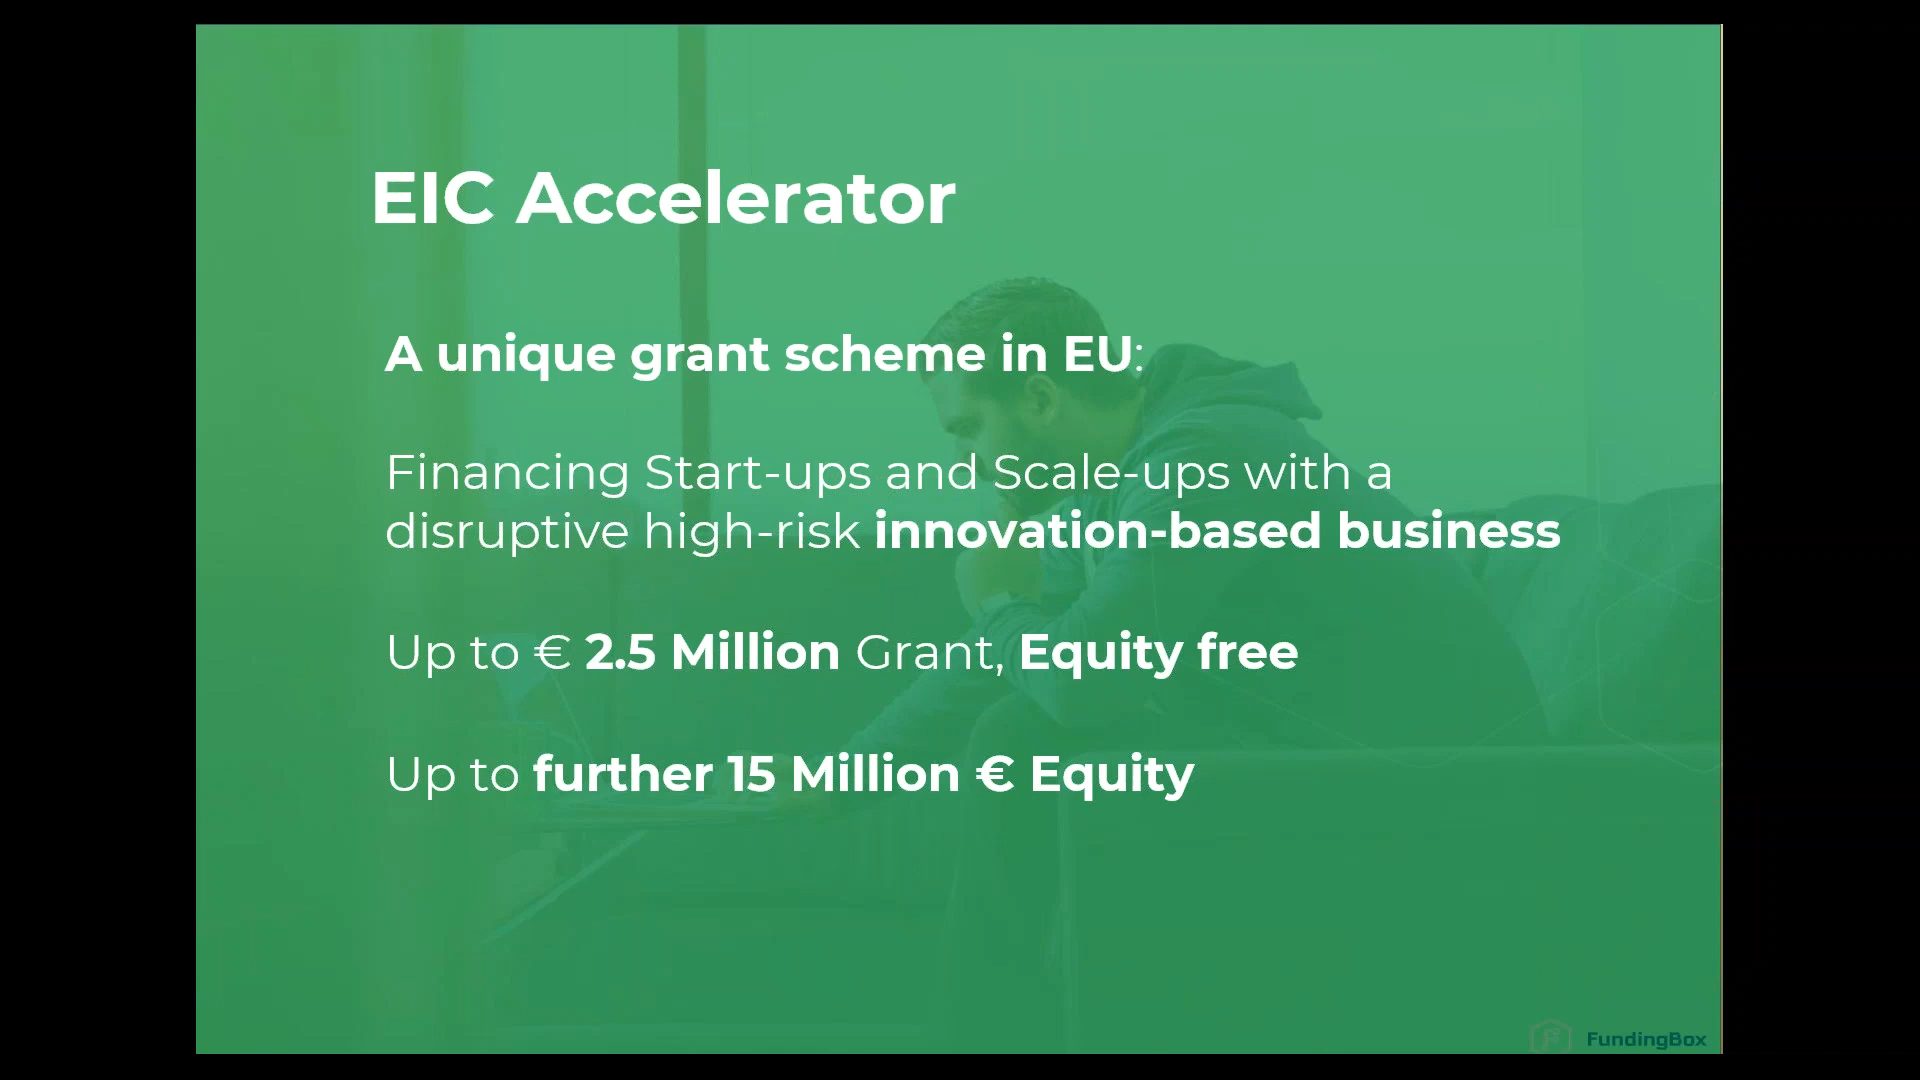 EIC Accelerator
A unique grant scheme in EU:
Financing Start-ups and Scale-ups with a
disruptive high-risk innovation-based business
Up to € 2.5 Million Grant, Equity free
Up to further 15 Million € Equity
FundingBox